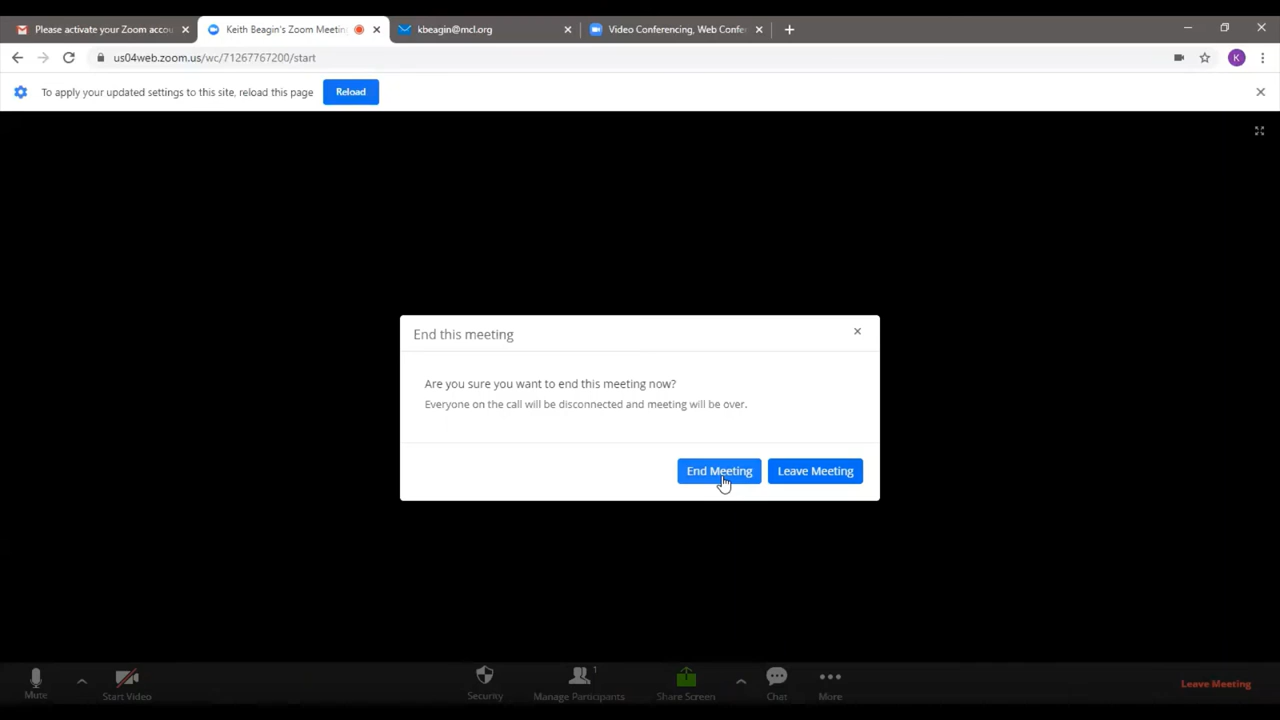 Please activate your Zoom accou
Keith Beagin's Zoom Meetin
kbeagin@mcl.org
Video Conferencing, Web Confe
us04web.zoom.us/wc/71267767200/start
K
To apply your updated settings to this site, reload this page
Reload
End this meeting
Are you sure you want to end this meeting now?
Everyone on the call will be disconnected and meeting will be over.
End Meeting
Leave Meeting
1
Mute
Start Video
Security
Manage Participants
Share Screen
Chat
More
Leave Meeting